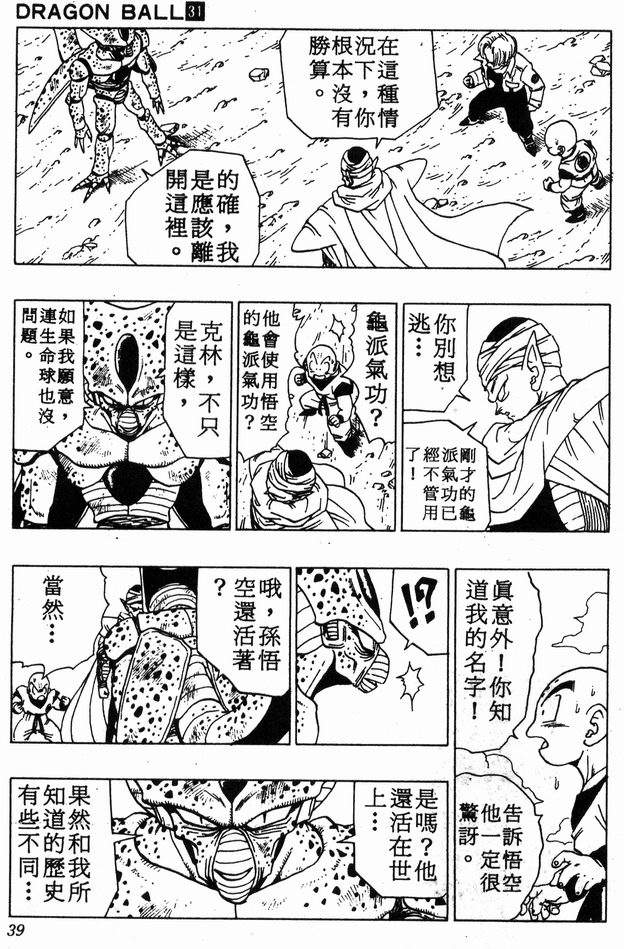 DRAGON BALL 31
在這種情
況下，你
根本沒有
勝算。
的確，我
是應該離
開這裡。
你別想
逃…
剛才的龜
派氣功已
經不管用
了！
龜派氣功？
他會使用悟空
的龜派氣功？
克林，不只
是這樣，
如果我願意，
連生命球也沒
問題。
眞意外！你知
道我的名字！
告訴悟空
他一定很
驚訝。
!?
哦，孫悟
空還活著
？
當然…
是嗎？他
還活在世
上…
果然和我所
知道的歷史
有些不同…
39